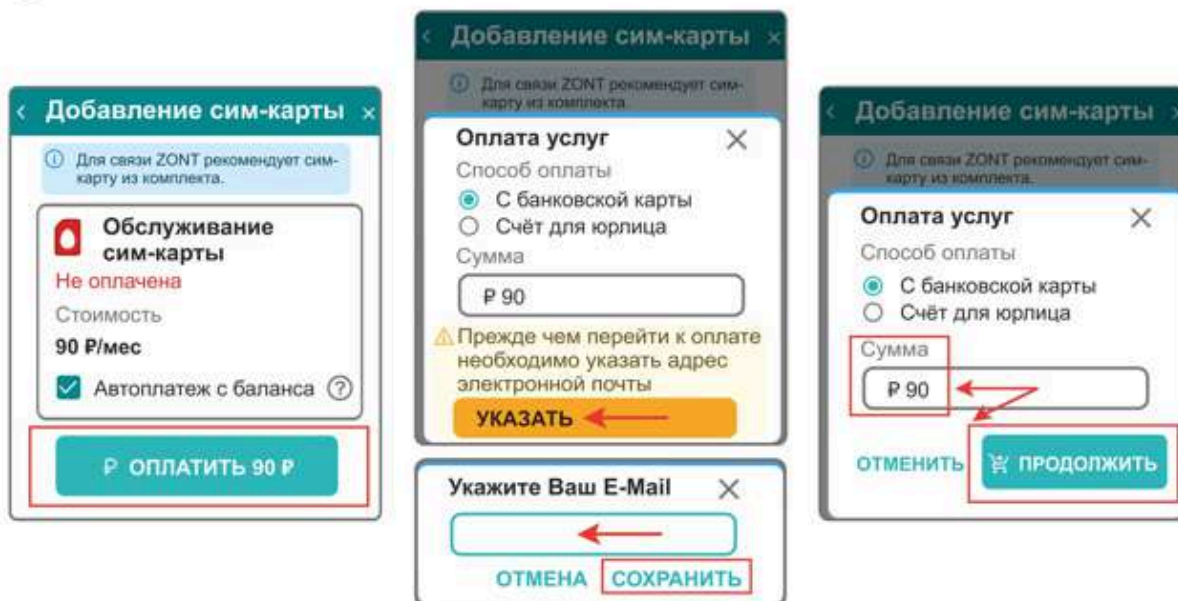 Добавление сим-карты
Для связи ZONT рекомендует сим-
карту из комплекта.
Обслуживание
сим-карты
Не оплачена
Стоимость
90 ₽/мес
Автоплатеж с баланса ?
₽ ОПЛАТИТЬ 90 ₽
Добавление сим-карты
Для связи ZONT рекомендует сим-
карту из комплекта.
Оплата услуг
Способ оплаты
С банковской карты
Счёт для юрлица
Сумма
₽ 90
Прежде чем перейти к оплате
необходимо указать адрес
электронной почты
УКАЗАТЬ
Укажите Ваш E-Mail
ОТМЕНА СОХРАНИТЬ
Добавление сим-карты
Для связи ZONT рекомендует сим-
карту из комплекта.
Оплата услуг
Способ оплаты
С банковской карты
Счёт для юрлица
Сумма
₽ 90
ОТМЕНИТЬ ПРОДОЛЖИТЬ